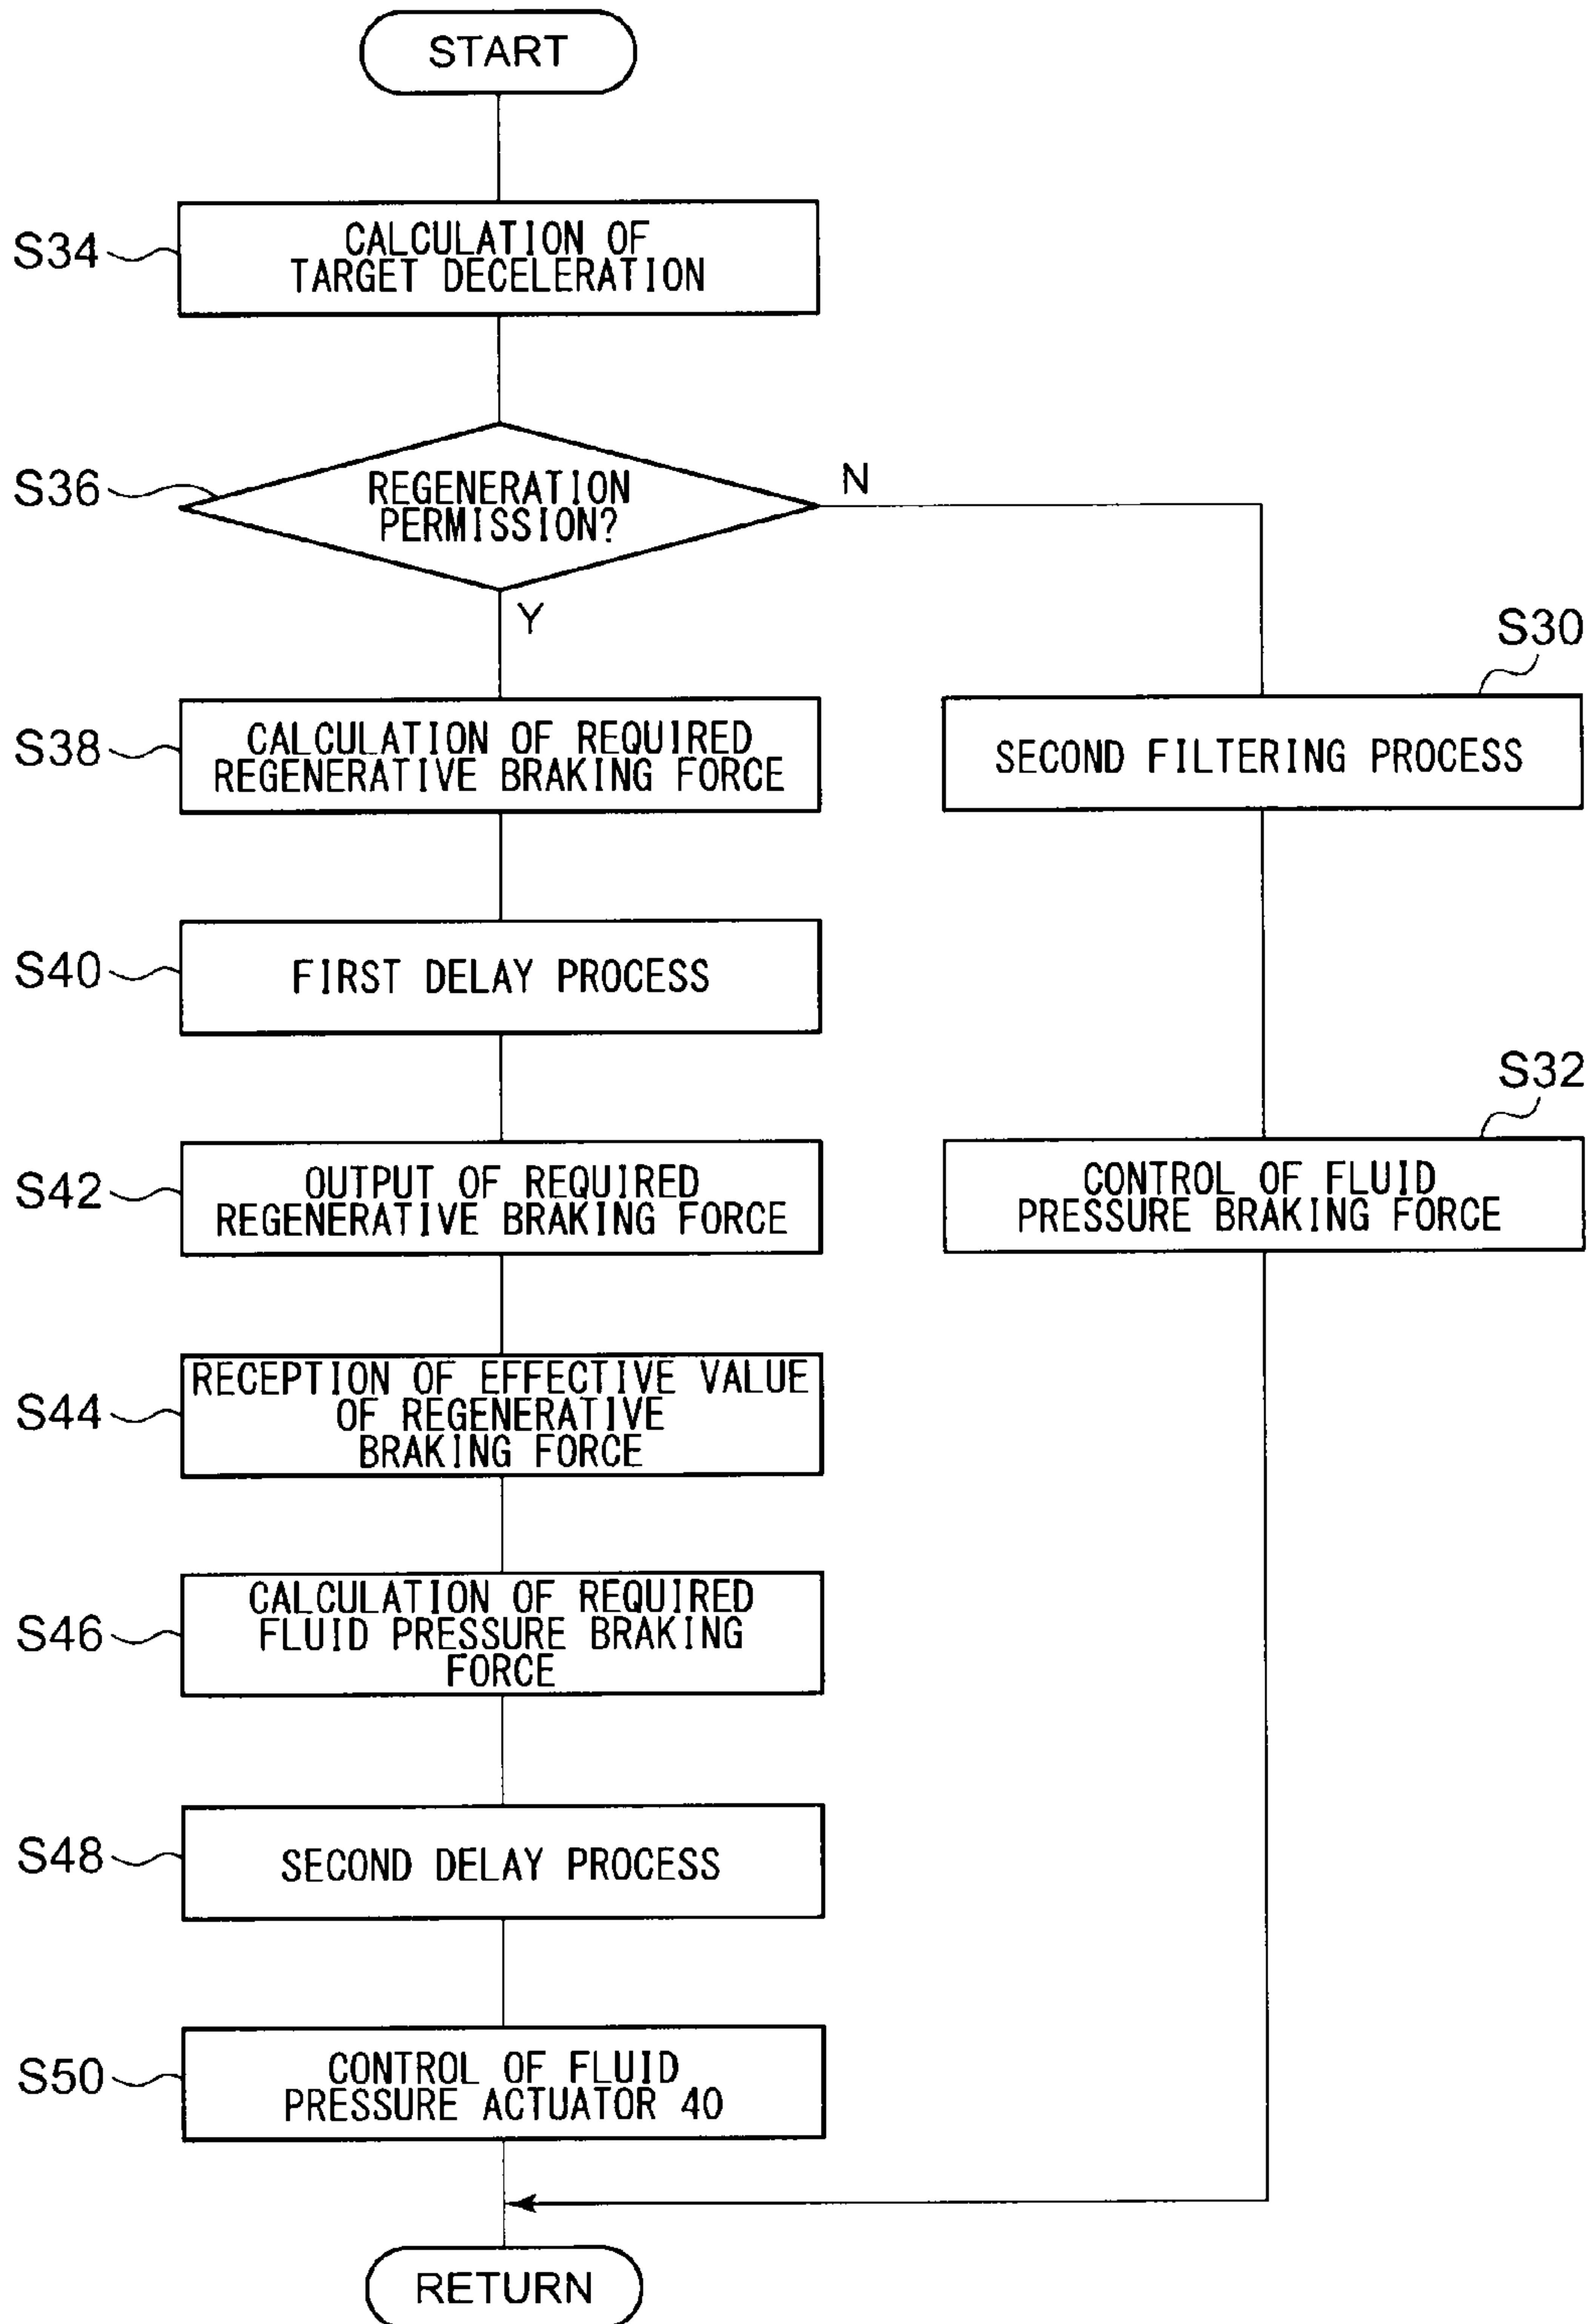 START
S34
CALCULATION OF
TARGET DECELERATION
S36
REGENERATION
PERMISSION?
N
Y
S30
S38
CALCULATION OF REQUIRED
REGENERATIVE BRAKING FORCE
SECOND FILTERING PROCESS
S40
FIRST DELAY PROCESS
S32
S42
OUTPUT OF REQUIRED
REGENERATIVE BRAKING FORCE
CONTROL OF FLUID
PRESSURE BRAKING FORCE
S44
RECEPTION OF EFFECTIVE VALUE
OF REGENERATIVE
BRAKING FORCE
S46
CALCULATION OF REQUIRED
FLUID PRESSURE BRAKING
FORCE
S48
SECOND DELAY PROCESS
S50
CONTROL OF FLUID
PRESSURE ACTUATOR 40
RETURN